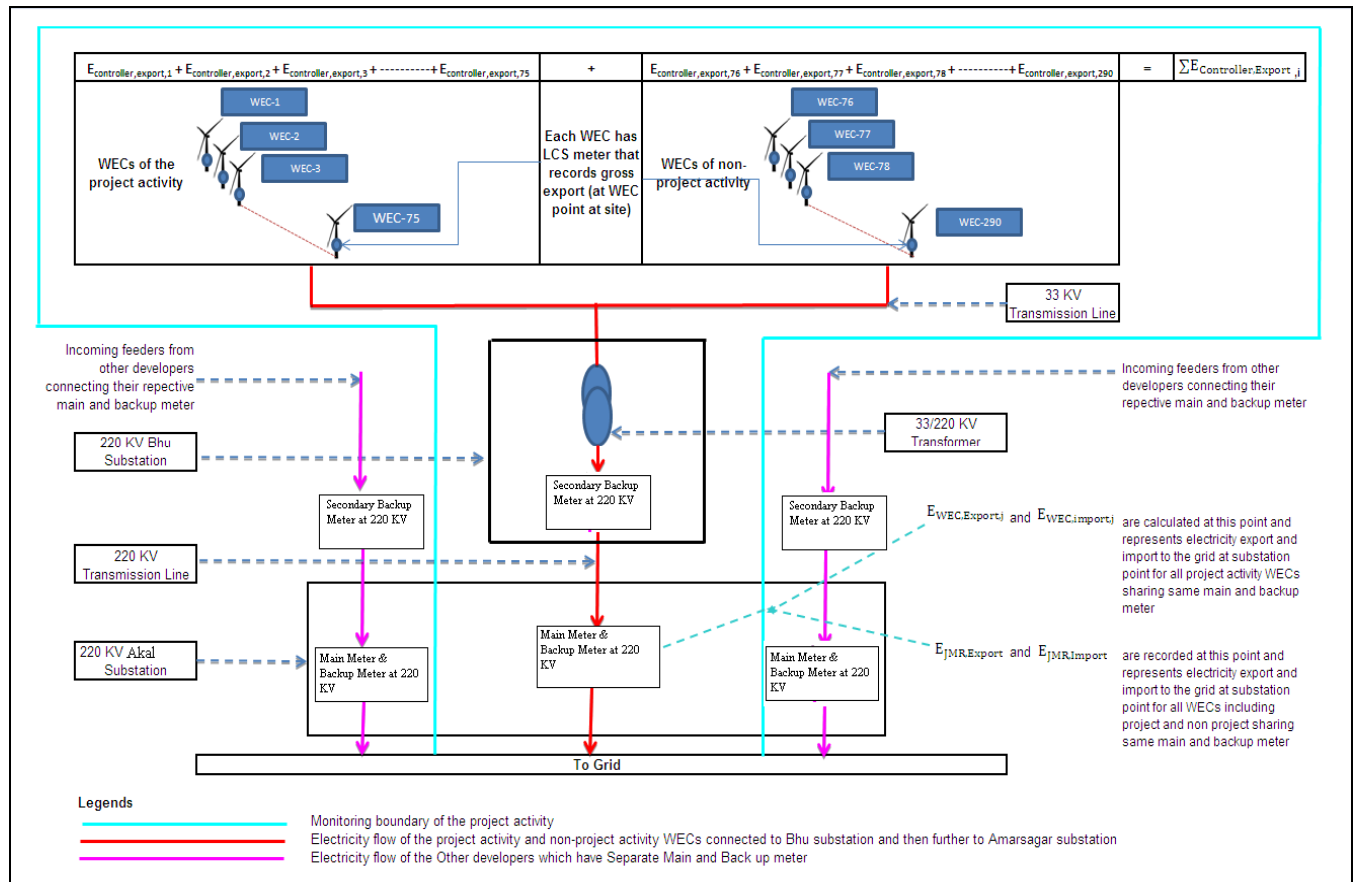 Econtroller,export,1 + Econtroller,export,2 + Econtroller,export,3 + ----------+ Econtroller,export,75
+
Econtroller,export,76 + Econtroller,export,77 + Econtroller,export,78 + ----------+ Econtroller,export,290
=
∑EController.Export ,i
WEC-1
WEC-2
WEC-3
WEC-75
WECs of the
project activity
Each WEC has
LCS meter that
records gross
export (at WEC
point at site)
WEC-76
WEC-77
WEC-78
WEC-290
WECs of non-
project activity
33 KV
Transmission Line
Incoming feeders from
other developers
connecting their repective
main and backup meter
Incoming feeders from other
developers connecting their
repective main and backup meter
33/220 KV
Transformer
220 KV Bhu
Substation
Secondary Backup
Meter at 220 KV
Secondary Backup
Meter at 220 KV
Secondary Backup
Meter at 220 KV
EWEC,Export,j and EWEC,import,j
are calculated at this point and
represents electricity export and
import to the grid at substation
point for all project activity WECs
sharing same main and backup
meter
220 KV
Transmission Line
220 KV Akal
Substation
Main Meter &
Backup Meter at 220
KV
Main Meter &
Backup Meter at 220
KV
Main Meter &
Backup Meter at 220
KV
EJMR.Export and EJMR.Import
are recorded at this point and
represents electricity export and
import to the grid at substation
point for all WECs including
project and non project sharing
same main and backup meter
To Grid
Legends
Monitoring boundary of the project activity
Electricity flow of the project activity and non-project activity WECs connected to Bhu substation and then further to Amarsagar substation
Electricity flow of the Other developers which have Separate Main and Back up meter